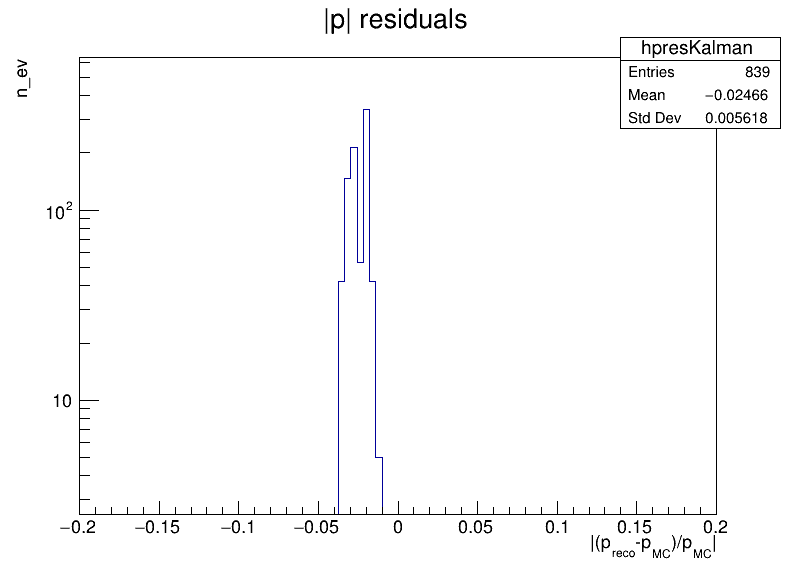 |p| residuals
hpresKalman
Entries 839
Mean −0.02466
Std Dev 0.005618
n_ev
10²
10
−0.2 −0.15 −0.1 −0.05 0 0.05 0.1 0.15 0.2
|(p_reco-p_MC)/p_MC|